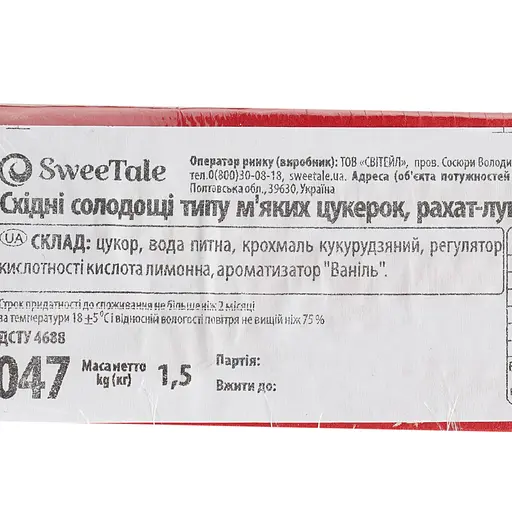 SweeTale
Оператор ринку (виробник): ТОВ «СВІТЕЙЛ», пров. Сосюри Володи
тел.0(800)30-08-18, sweetale.ua. Адреса (об'єкта потужностей
Полтавська обл., 39630, Україна
Східні солодощі типу м'яких цукерок, рахат-лу
UA СКЛАД: цукор, вода питна, крохмаль кукурудзяний, регулятор
кислотності кислота лимонна, ароматизатор "Ваніль".
Строк придатності до споживання не більше ніж 2 місяці
за температури 18 ±5°С і відносній вологості повітря не вищій ніж 75 %
ДСТУ 4688
047
Маса нетто
kg (кг)
1,5
Партія:
Вжити до: